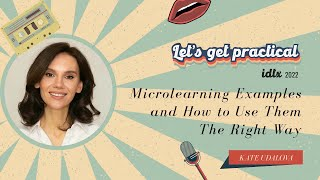 Let's get practical
idlx 2022
Microlearning Examples
and How to Use Them
The Right Way
KATE UDALOVA